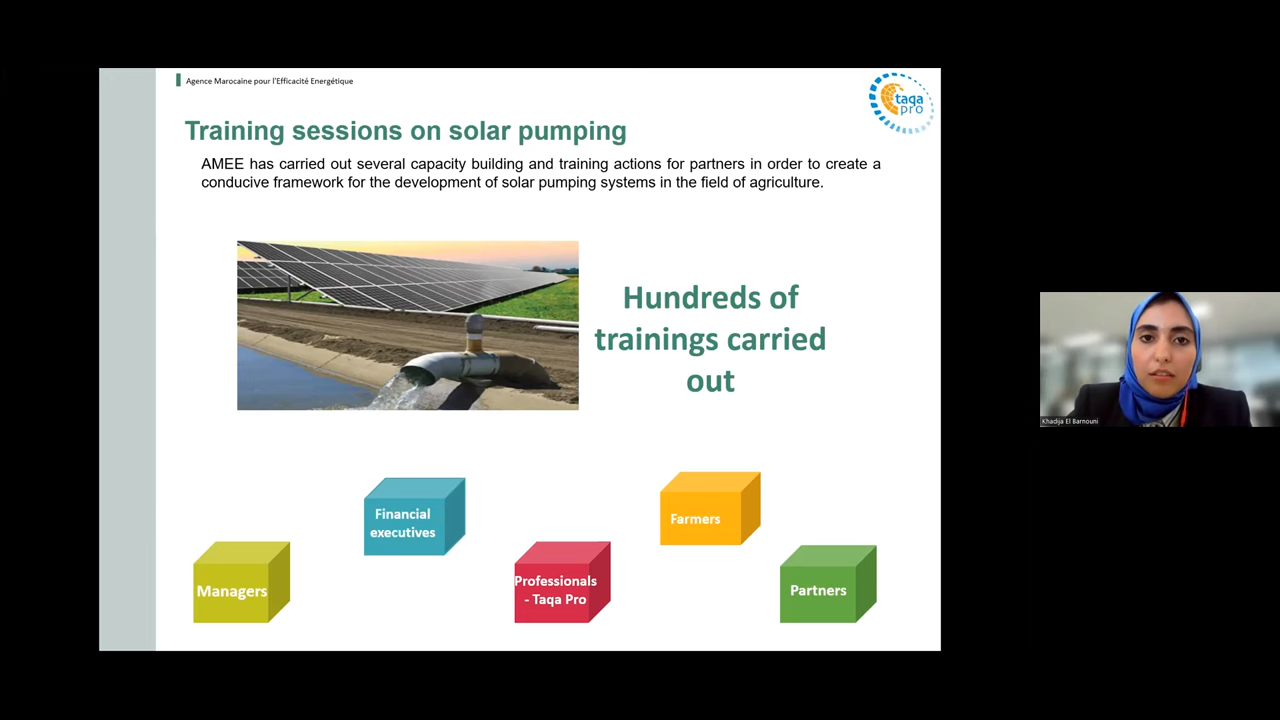 Agence Marocaine pour l'Efficacité Energétique
taqa
pro
Training sessions on solar pumping
AMEE has carried out several capacity building and training actions for partners in order to create a
conducive framework for the development of solar pumping systems in the field of agriculture.
Hundreds of
trainings carried
out
Khadija El Barnouni
Financial
executives
Farmers
Managers
Professionals
- Taqa Pro
Partners